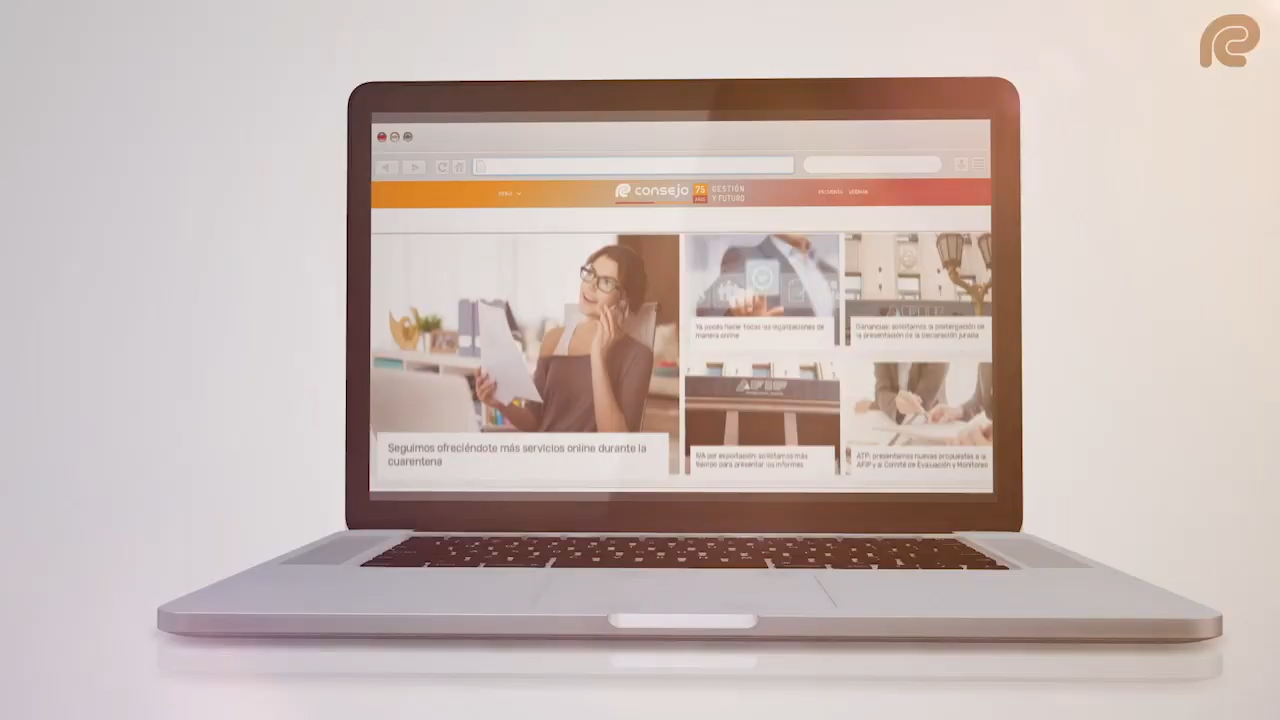 consejo
75
AÑOS
GESTIÓN
Y FUTURO
Seguimos ofreciéndote más servicios online durante la
cuarentena
Ya podés hacer todas las legalizaciones de
manera online
Ganancias: solicitamos la postergación de
la presentación de la declaración jurada
AFIP
IVA por exportación: solicitamos más
tiempo para presentar los informes
ATP: presentamos nuevas propuestas a la
AFIP y al Comité de Evaluación y Monitoreo